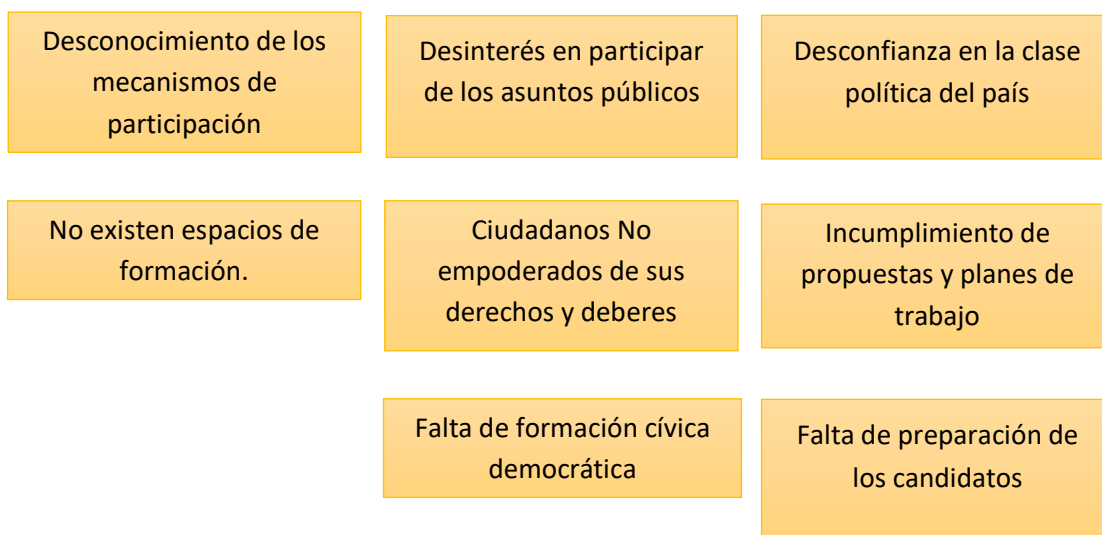 Desconocimiento de los
mecanismos de
participación
Desinterés en participar
de los asuntos públicos
Desconfianza en la clase
política del país
No existen espacios de
formación.
Ciudadanos No
empoderados de sus
derechos y deberes
Incumplimiento de
propuestas y planes de
trabajo
Falta de formación cívica
democrática
Falta de preparación de
los candidatos